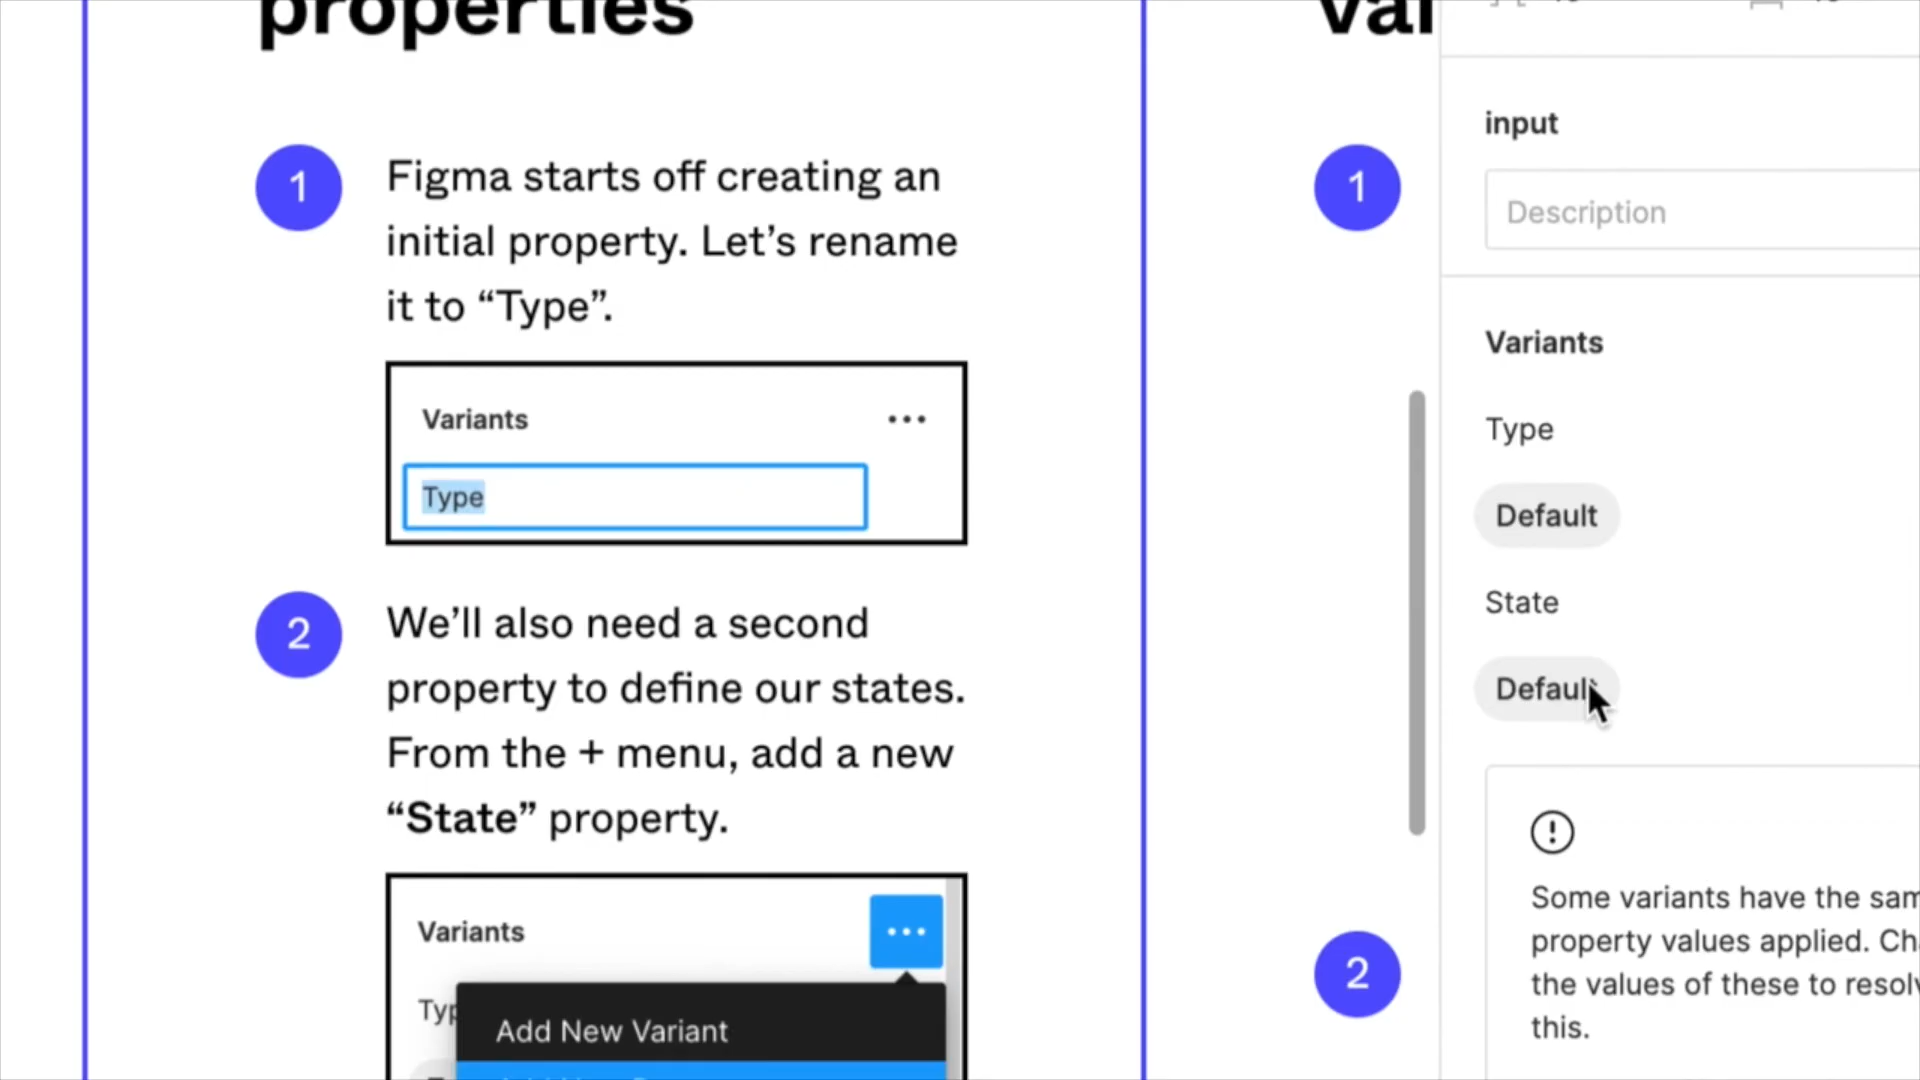 properties
1
Figma starts off creating an
initial property. Let’s rename
it to “Type”.
Variants
Type
2
We’ll also need a second
property to define our states.
From the + menu, add a new
“State” property.
Variants
Typ
Add New Variant
Val
1
2
input
Description
Variants
Type
Default
State
Default
Some variants have the sam
property values applied. Ch
the values of these to resolv
this.